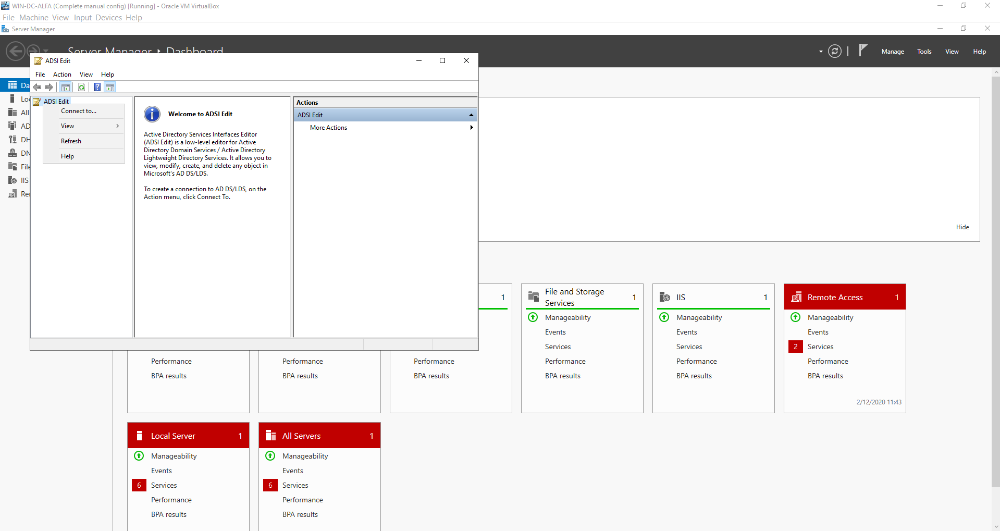 WIN-DC-ALFA (Complete manual config) [Running] - Oracle VM VirtualBox
File Machine View Input Devices Help
Server Manager
Server Manager Dashboard
Manage Tools View Help
ADSI Edit
File Action View Help
ADSI Edit
Connect to...
View
Refresh
Help
Welcome to ADSI Edit
Active Directory Services Interfaces Editor
(ADSI Edit) is a low-level editor for Active
Directory Domain Services / Active Directory
Lightweight Directory Services. It allows you to
view, modify, create, and delete any object in
Microsoft's AD DS/LDS.
To create a connection to AD DS/LDS, on the
Action menu, click Connect To.
Actions
ADSI Edit
More Actions
Da
Loc
All
AD
DH
DN
File
IIS
Rer
Hide
Performance
BPA results
Performance
BPA results
1
Performance
BPA results
File and Storage
Services
1
Manageability
Events
Services
Performance
BPA results
IIS 1
Manageability
Events
Services
Performance
BPA results
Remote Access 1
Manageability
Events
2 Services
Performance
BPA results
2/12/2020 11:43
Local Server 1
Manageability
Events
6 Services
Performance
BPA results
All Servers 1
Manageability
Events
6 Services
Performance
BPA results